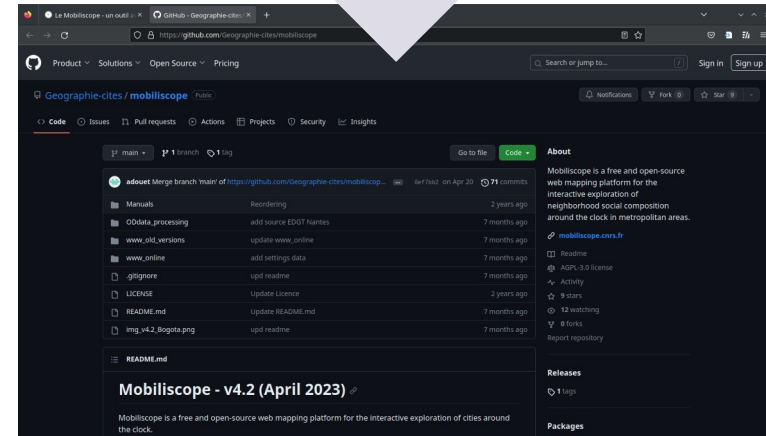 Le Mobiliscope - un outil
GitHub - Geographie-cites
https://github.com/Geographie-cites/mobiliscope
Product Solutions Open Source Pricing
Search or jump to... /
Sign in Sign up
Geographie-cites / mobiliscope Public
Notifications Fork 0 Star 9
Code Issues Pull requests Actions Projects Security Insights
main 1 branch 1 tag Go to file Code
adouet Merge branch 'main' of https://github.com/Geographie-cites/mobiliscop... on Apr 20 71 commits
Manuals Reordering 2 years ago
ODdata_processing add source EDGT Nantes 7 months ago
www_old_versions update www_online 7 months ago
www_online add settings data 7 months ago
.gitignore upd readme 7 months ago
LICENSE Update Licence 2 years ago
README.md Update README.md 7 months ago
img_v4.2_Bogota.png upd readme 7 months ago
README.md
Mobiliscope - v4.2 (April 2023)
Mobiliscope is a free and open-source web mapping platform for the interactive exploration of cities around
the clock.
About
Mobiliscope is a free and open-source
web mapping platform for the
interactive exploration of
neighborhood social composition
around the clock in metropolitan areas.
mobiliscope.cnrs.fr
Readme
AGPL-3.0 license
Activity
9 stars
12 watching
0 forks
Report repository
Releases
1 tags
Packages